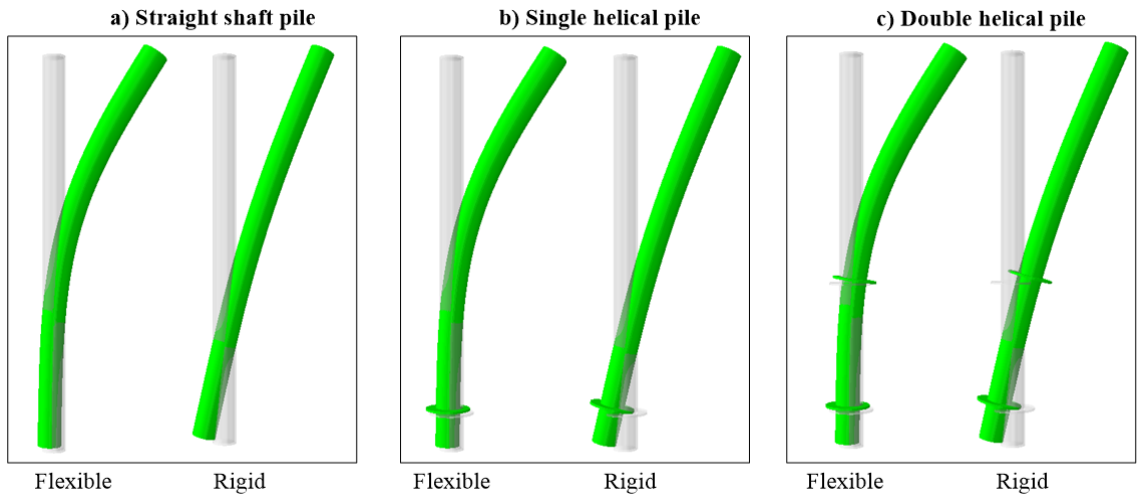 a) Straight shaft pile
b) Single helical pile
c) Double helical pile
Flexible
Rigid
Flexible
Rigid
Flexible
Rigid